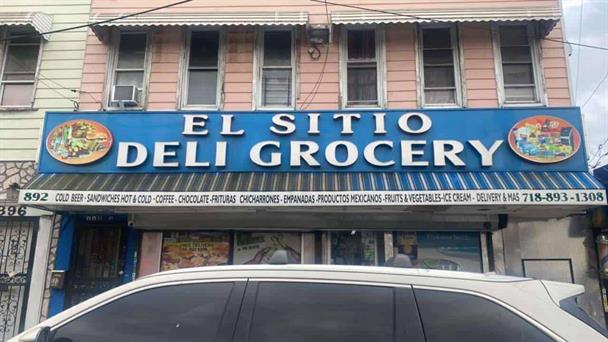 EL SITIO
DELI GROCERY
892 COLD BEER - SANDWICHES HOT & COLD - COFFEE - CHOCOLATE - FRITURAS CHICHARRONES - EMPANADAS - PRODUCTOS MEXICANOS - FRUITS & VEGETABLES - ICE CREAM - DELIVERY & MAS 718-893-1308
896